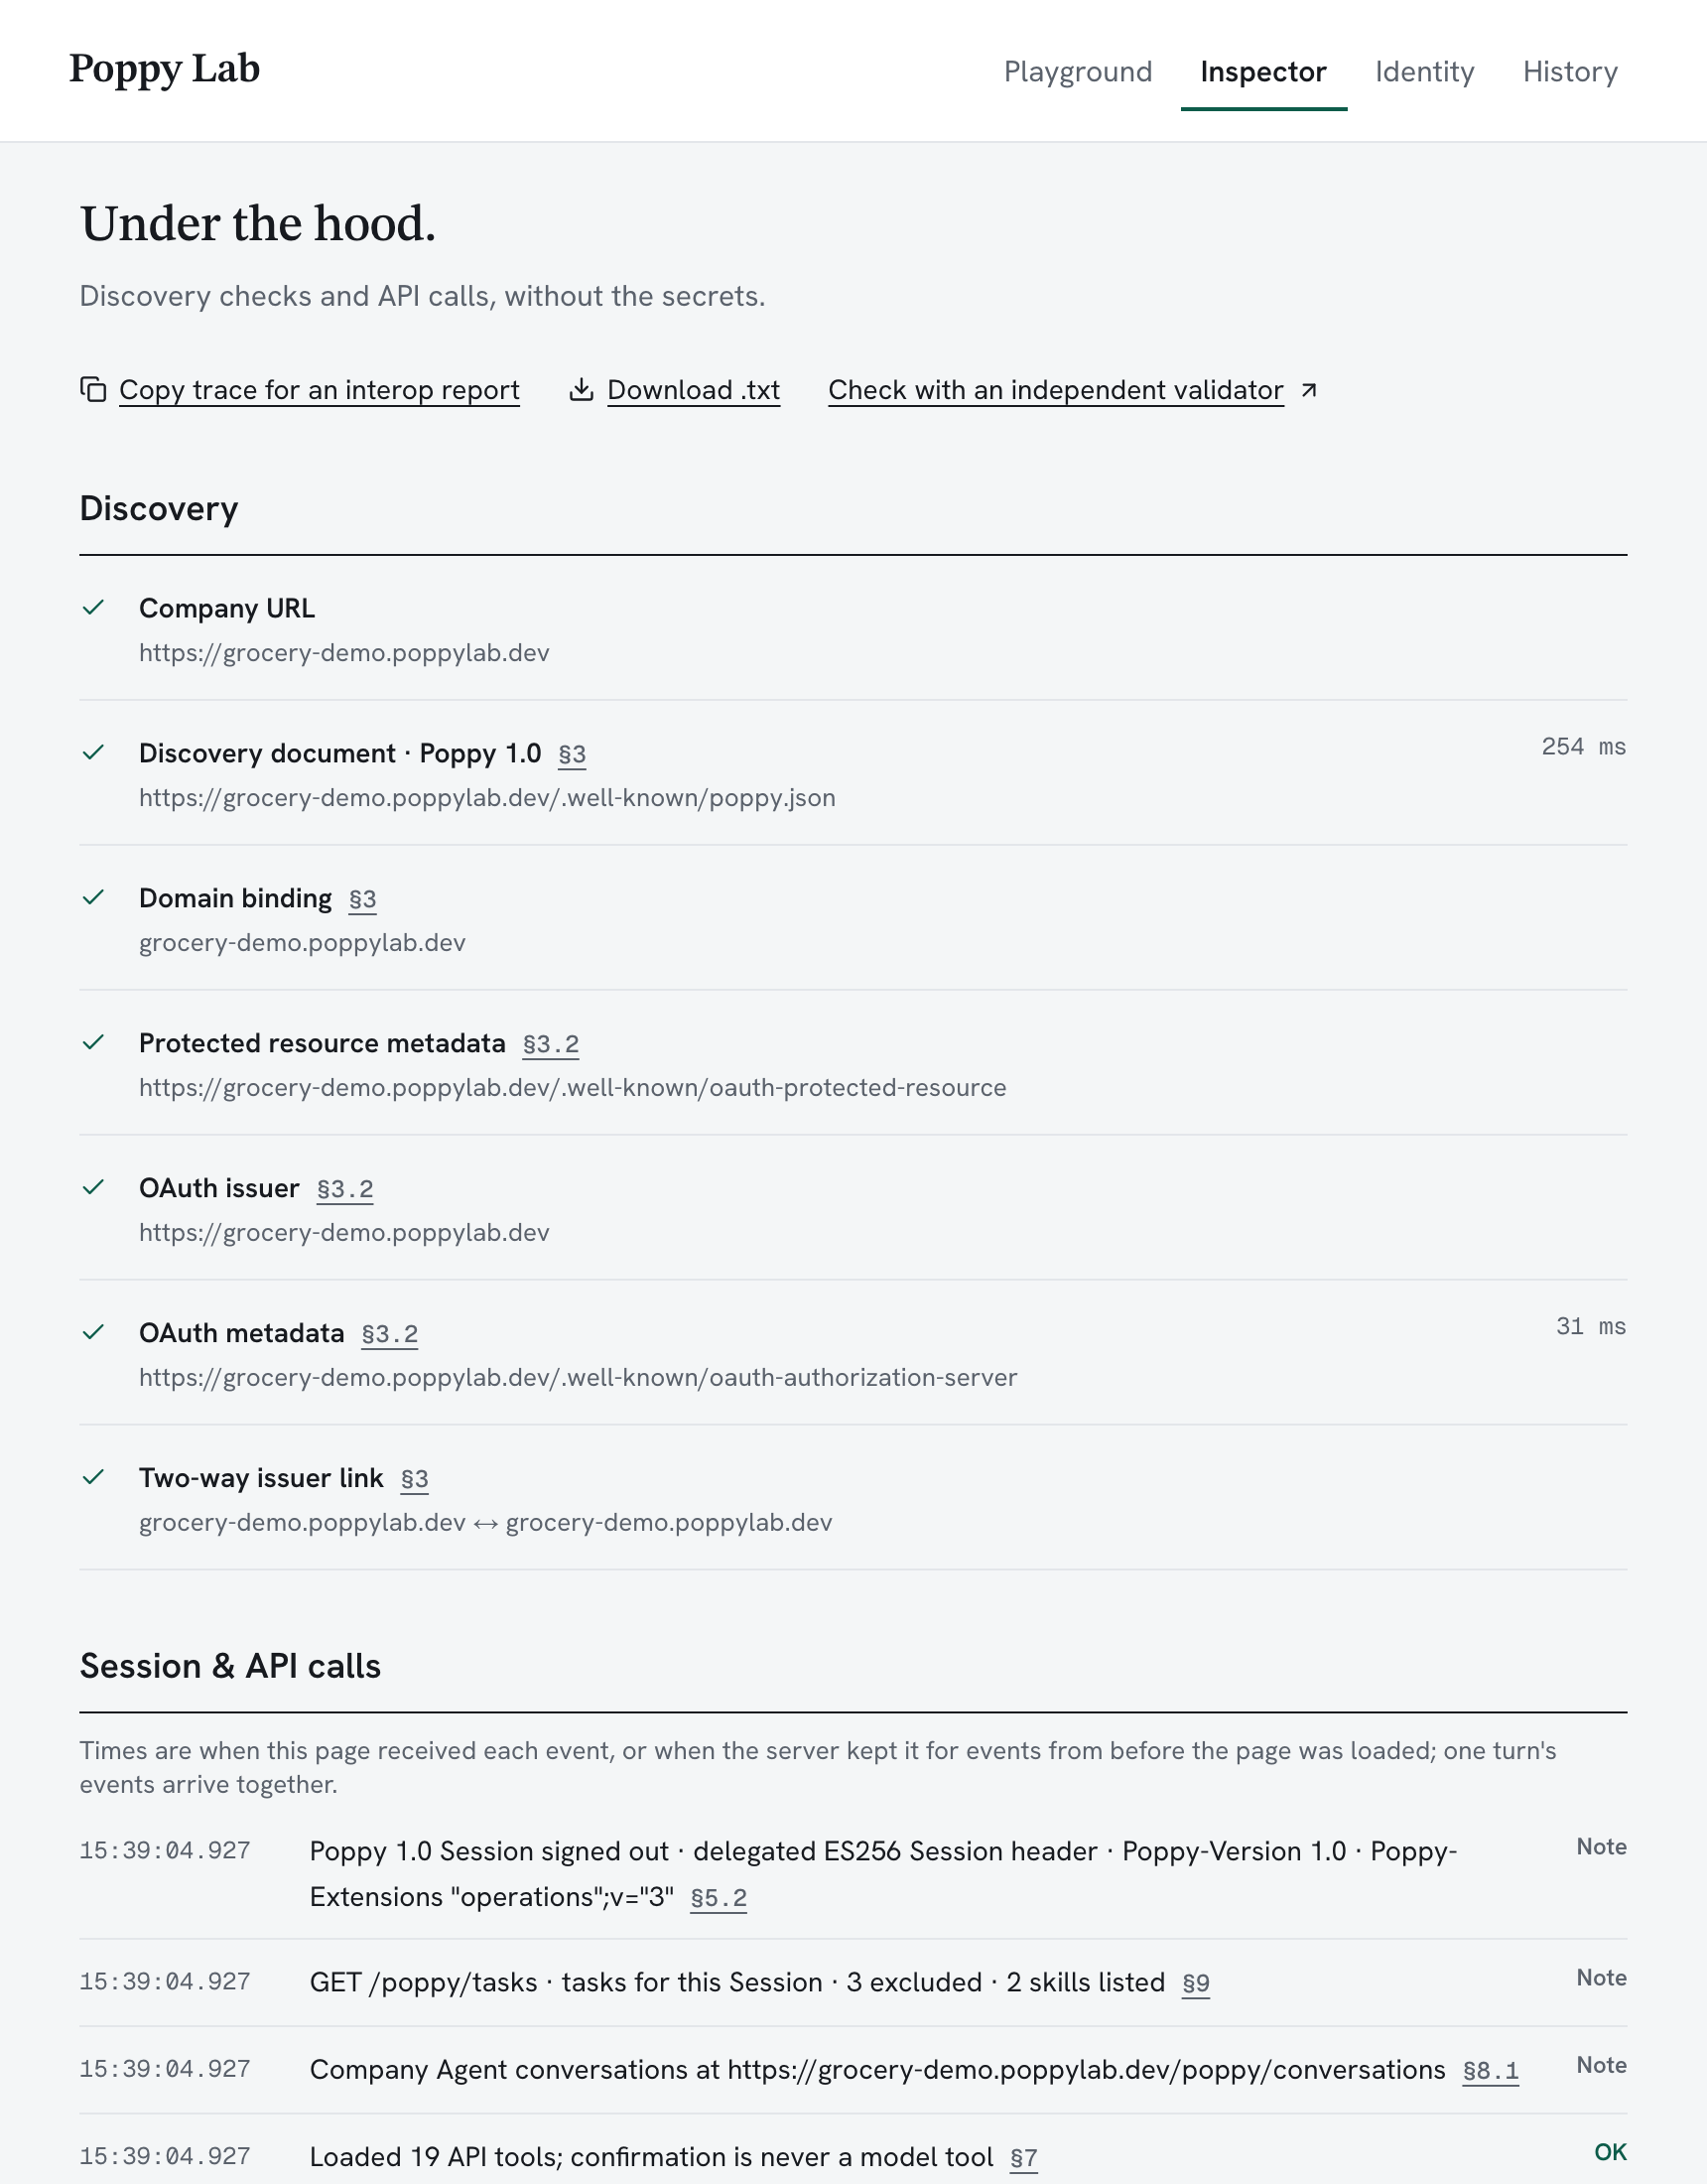 Poppy Lab
Playground
Inspector
Identity
History
Under the hood.
Discovery checks and API calls, without the secrets.
Copy trace for an interop report
Download .txt
Check with an independent validator ↗
Discovery
Company URL
https://grocery-demo.poppylab.dev
Discovery document · Poppy 1.0 §3
254 ms
https://grocery-demo.poppylab.dev/.well-known/poppy.json
Domain binding §3
grocery-demo.poppylab.dev
Protected resource metadata §3.2
https://grocery-demo.poppylab.dev/.well-known/oauth-protected-resource
OAuth issuer §3.2
https://grocery-demo.poppylab.dev
OAuth metadata §3.2
31 ms
https://grocery-demo.poppylab.dev/.well-known/oauth-authorization-server
Two-way issuer link §3
grocery-demo.poppylab.dev ↔ grocery-demo.poppylab.dev
Session & API calls
Times are when this page received each event, or when the server kept it for events from before the page was loaded; one turn's
events arrive together.
15:39:04.927
Poppy 1.0 Session signed out · delegated ES256 Session header · Poppy-Version 1.0 · Poppy-
Extensions "operations";v="3" §5.2
Note
15:39:04.927
GET /poppy/tasks · tasks for this Session · 3 excluded · 2 skills listed §9
Note
15:39:04.927
Company Agent conversations at https://grocery-demo.poppylab.dev/poppy/conversations §8.1
Note
15:39:04.927
Loaded 19 API tools; confirmation is never a model tool §7
OK